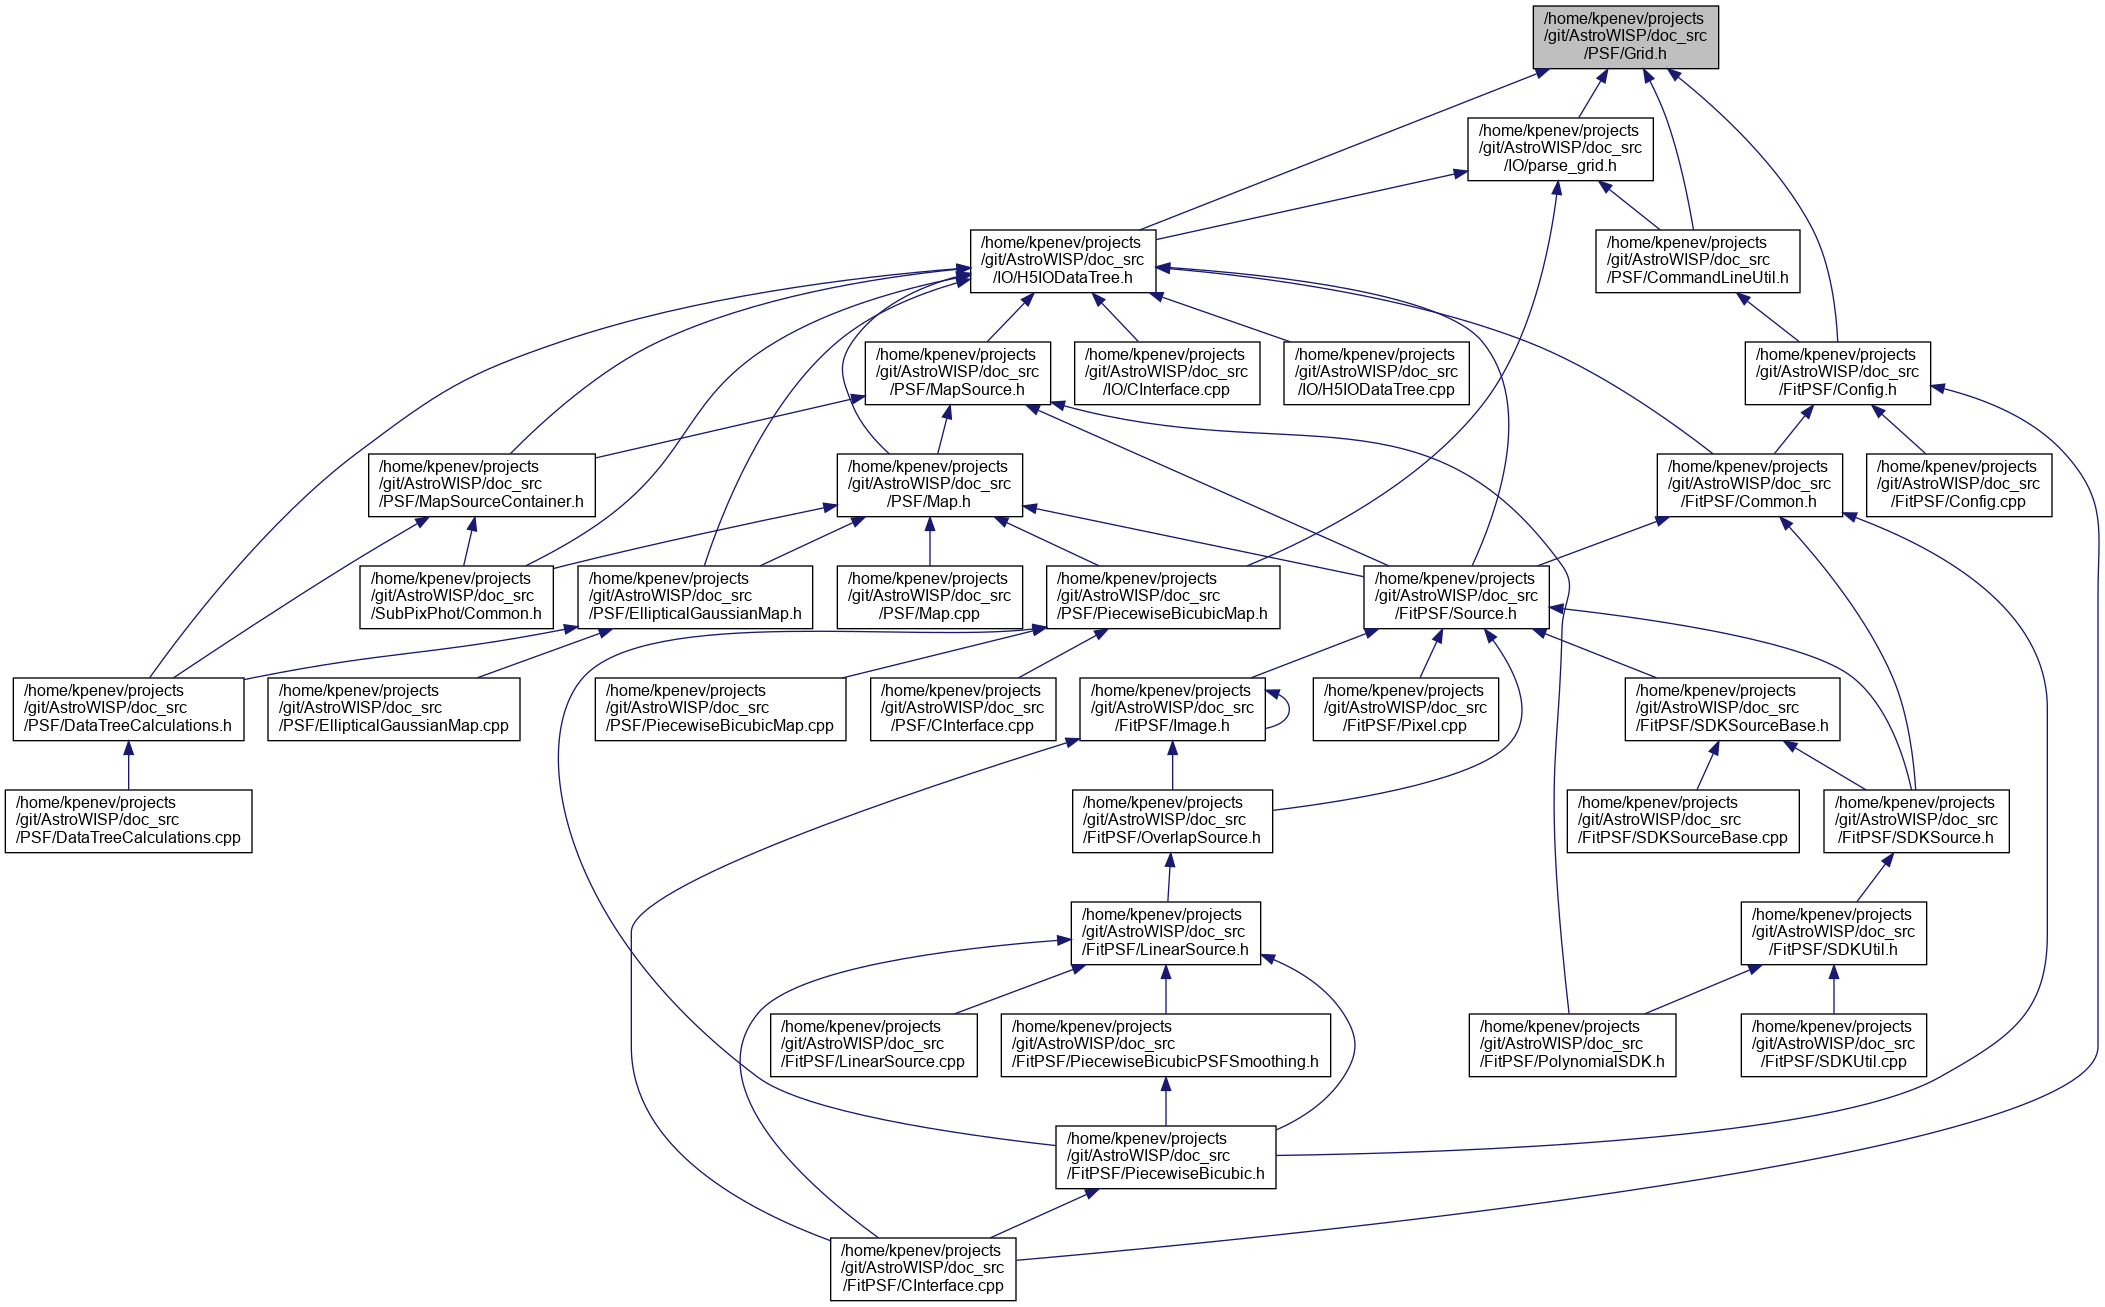 /home/kpenev/projects
/git/AstroWISP/doc_src
/PSF/Grid.h
/home/kpenev/projects
/git/AstroWISP/doc_src
/IO/parse_grid.h
/home/kpenev/projects
/git/AstroWISP/doc_src
/IO/H5IODataTree.h
/home/kpenev/projects
/git/AstroWISP/doc_src
/PSF/CommandLineUtil.h
/home/kpenev/projects
/git/AstroWISP/doc_src
/PSF/MapSource.h
/home/kpenev/projects
/git/AstroWISP/doc_src
/IO/CInterface.cpp
/home/kpenev/projects
/git/AstroWISP/doc_src
/IO/H5IODataTree.cpp
/home/kpenev/projects
/git/AstroWISP/doc_src
/FitPSF/Config.h
/home/kpenev/projects
/git/AstroWISP/doc_src
/PSF/MapSourceContainer.h
/home/kpenev/projects
/git/AstroWISP/doc_src
/PSF/Map.h
/home/kpenev/projects
/git/AstroWISP/doc_src
/FitPSF/Common.h
/home/kpenev/projects
/git/AstroWISP/doc_src
/FitPSF/Config.cpp
/home/kpenev/projects
/git/AstroWISP/doc_src
/SubPixPhot/Common.h
/home/kpenev/projects
/git/AstroWISP/doc_src
/PSF/EllipticalGaussianMap.h
/home/kpenev/projects
/git/AstroWISP/doc_src
/PSF/Map.cpp
/home/kpenev/projects
/git/AstroWISP/doc_src
/PSF/PiecewiseBicubicMap.h
/home/kpenev/projects
/git/AstroWISP/doc_src
/FitPSF/Source.h
/home/kpenev/projects
/git/AstroWISP/doc_src
/PSF/DataTreeCalculations.h
/home/kpenev/projects
/git/AstroWISP/doc_src
/PSF/EllipticalGaussianMap.cpp
/home/kpenev/projects
/git/AstroWISP/doc_src
/PSF/PiecewiseBicubicMap.cpp
/home/kpenev/projects
/git/AstroWISP/doc_src
/PSF/CInterface.cpp
/home/kpenev/projects
/git/AstroWISP/doc_src
/FitPSF/Image.h
/home/kpenev/projects
/git/AstroWISP/doc_src
/FitPSF/Pixel.cpp
/home/kpenev/projects
/git/AstroWISP/doc_src
/FitPSF/SDKSourceBase.h
/home/kpenev/projects
/git/AstroWISP/doc_src
/PSF/DataTreeCalculations.cpp
/home/kpenev/projects
/git/AstroWISP/doc_src
/FitPSF/OverlapSource.h
/home/kpenev/projects
/git/AstroWISP/doc_src
/FitPSF/SDKSourceBase.cpp
/home/kpenev/projects
/git/AstroWISP/doc_src
/FitPSF/SDKSource.h
/home/kpenev/projects
/git/AstroWISP/doc_src
/FitPSF/LinearSource.h
/home/kpenev/projects
/git/AstroWISP/doc_src
/FitPSF/SDKUtil.h
/home/kpenev/projects
/git/AstroWISP/doc_src
/FitPSF/LinearSource.cpp
/home/kpenev/projects
/git/AstroWISP/doc_src
/FitPSF/PiecewiseBicubicPSFSmoothing.h
/home/kpenev/projects
/git/AstroWISP/doc_src
/FitPSF/PolynomialSDK.h
/home/kpenev/projects
/git/AstroWISP/doc_src
/FitPSF/SDKUtil.cpp
/home/kpenev/projects
/git/AstroWISP/doc_src
/FitPSF/PiecewiseBicubic.h
/home/kpenev/projects
/git/AstroWISP/doc_src
/FitPSF/CInterface.cpp